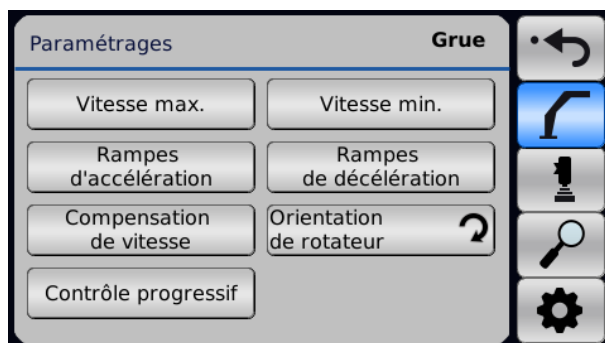 Paramétrages Grue
Vitesse max. Vitesse min.
Rampes
d'accélération
Rampes
de décélération
Compensation
de vitesse
Orientation
de rotateur
Contrôle progressif